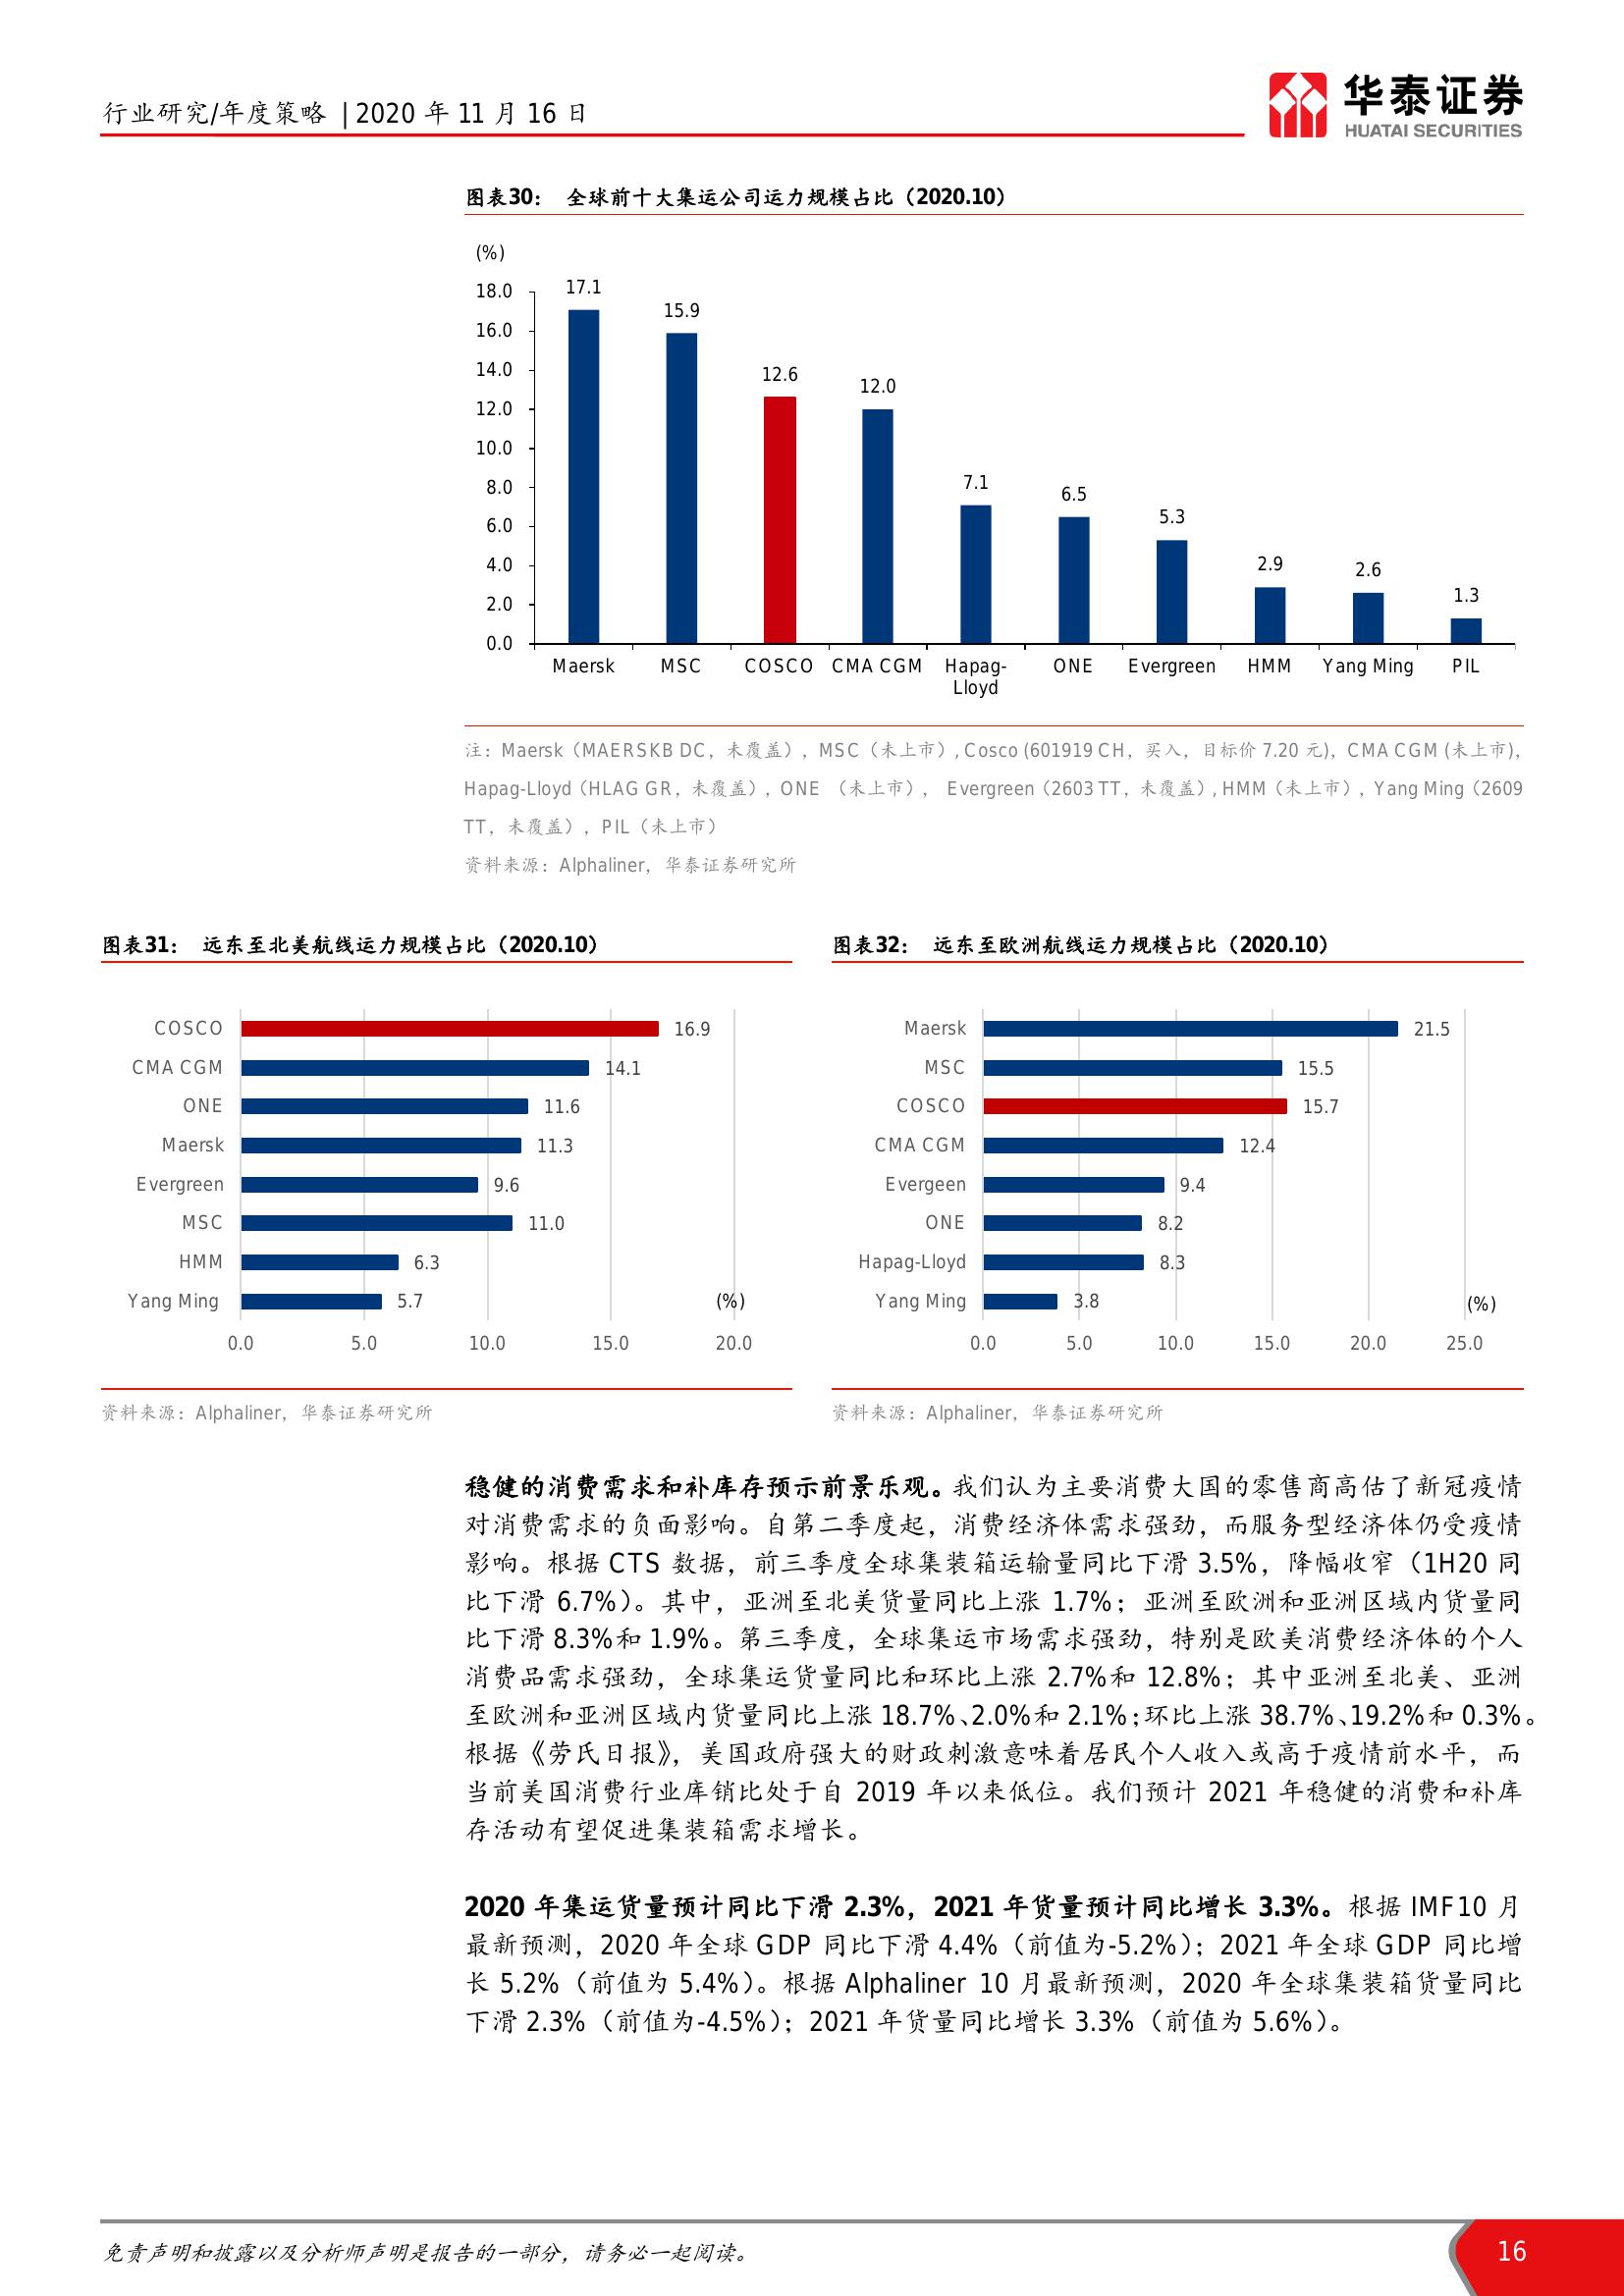 行业研究/年度策略 | 2020 年 11 月 16 日
华泰证券
HUATAI SECURITIES
图表30： 全球前十大集运公司运力规模占比（2020.10）
(%)
18.0
16.0
14.0
12.0
10.0
8.0
6.0
4.0
2.0
0.0
17.1
15.9
12.6
12.0
7.1
6.5
5.3
2.9
2.6
1.3
Maersk MSC COSCO CMA CGM Hapag- ONE Evergreen HMM Yang Ming PIL
Lloyd
注：Maersk（MAERSKB DC，未覆盖），MSC（未上市）, Cosco (601919 CH，买入，目标价 7.20 元)，CMA CGM (未上市),
Hapag-Lloyd（HLAG GR，未覆盖）, ONE （未上市）， Evergreen（2603 TT，未覆盖）, HMM（未上市），Yang Ming（2609
TT，未覆盖），PIL（未上市）
资料来源：Alphaliner，华泰证券研究所
图表31： 远东至北美航线运力规模占比（2020.10）
COSCO 16.9
CMA CGM 14.1
ONE 11.6
Maersk 11.3
Evergreen 9.6
MSC 11.0
HMM 6.3
Yang Ming 5.7 (%)
0.0 5.0 10.0 15.0 20.0
资料来源：Alphaliner，华泰证券研究所
图表32： 远东至欧洲航线运力规模占比（2020.10）
Maersk 21.5
MSC 15.5
COSCO 15.7
CMA CGM 12.4
Evergeen 9.4
ONE 8.2
Hapag-Lloyd 8.3
Yang Ming 3.8 (%)
0.0 5.0 10.0 15.0 20.0 25.0
资料来源：Alphaliner，华泰证券研究所
稳健的消费需求和补库存预示前景乐观。我们认为主要消费大国的零售商高估了新冠疫情
对消费需求的负面影响。自第二季度起，消费经济体需求强劲，而服务型经济体仍受疫情
影响。根据 CTS 数据，前三季度全球集装箱运输量同比下滑 3.5%，降幅收窄（1H20 同
比下滑 6.7%）。其中，亚洲至北美货量同比上涨 1.7%；亚洲至欧洲和亚洲区域内货量同
比下滑 8.3%和 1.9%。第三季度，全球集运市场需求强劲，特别是欧美消费经济体的个人
消费品需求强劲，全球集运货量同比和环比上涨 2.7%和 12.8%；其中亚洲至北美、亚洲
至欧洲和亚洲区域内货量同比上涨 18.7%、2.0%和 2.1%；环比上涨 38.7%、19.2%和 0.3%。
根据《劳氏日报》，美国政府强大的财政刺激意味着居民个人收入或高于疫情前水平，而
当前美国消费行业库销比处于自 2019 年以来低位。我们预计 2021 年稳健的消费和补库
存活动有望促进集装箱需求增长。
2020 年集运货量预计同比下滑 2.3%，2021 年货量预计同比增长 3.3%。根据 IMF10 月
最新预测，2020 年全球 GDP 同比下滑 4.4%（前值为-5.2%）；2021 年全球 GDP 同比增
长 5.2%（前值为 5.4%）。根据 Alphaliner 10 月最新预测，2020 年全球集装箱货量同比
下滑 2.3%（前值为-4.5%）；2021 年货量同比增长 3.3%（前值为 5.6%）。
免责声明和披露以及分析师声明是报告的一部分，请务必一起阅读。
16